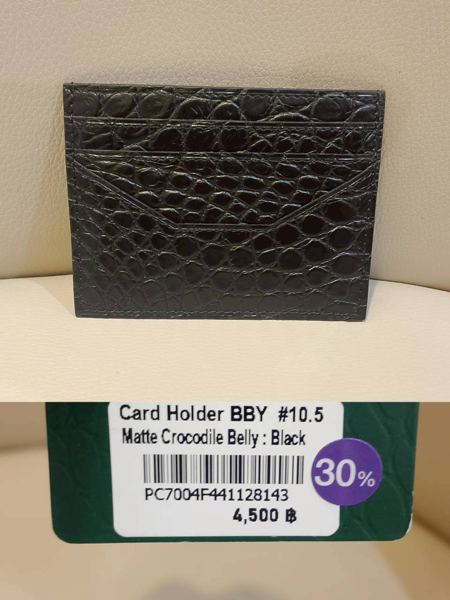 Card Holder BBY #10.5
Matte Crocodile Belly : Black
30%
PC7004F441128143
4,500 ฿